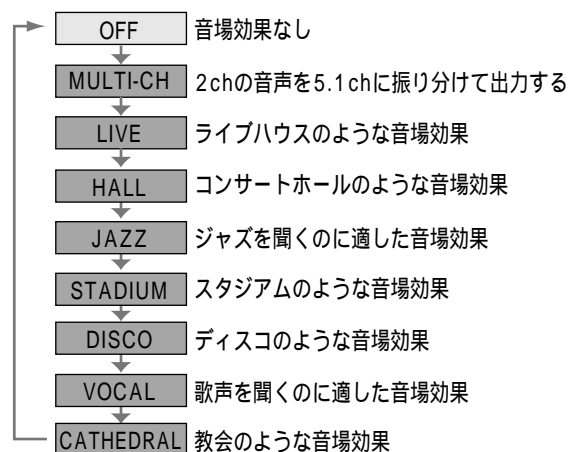 OFF 音場効果なし
MULTI-CH 2chの音声を5.1chに振り分けて出力する
LIVE ライブハウスのような音場効果
HALL コンサートホールのような音場効果
JAZZ ジャズを聞くのに適した音場効果
STADIUM スタジアムのような音場効果
DISCO ディスコのような音場効果
VOCAL 歌声を聞くのに適した音場効果
CATHEDRAL 教会のような音場効果